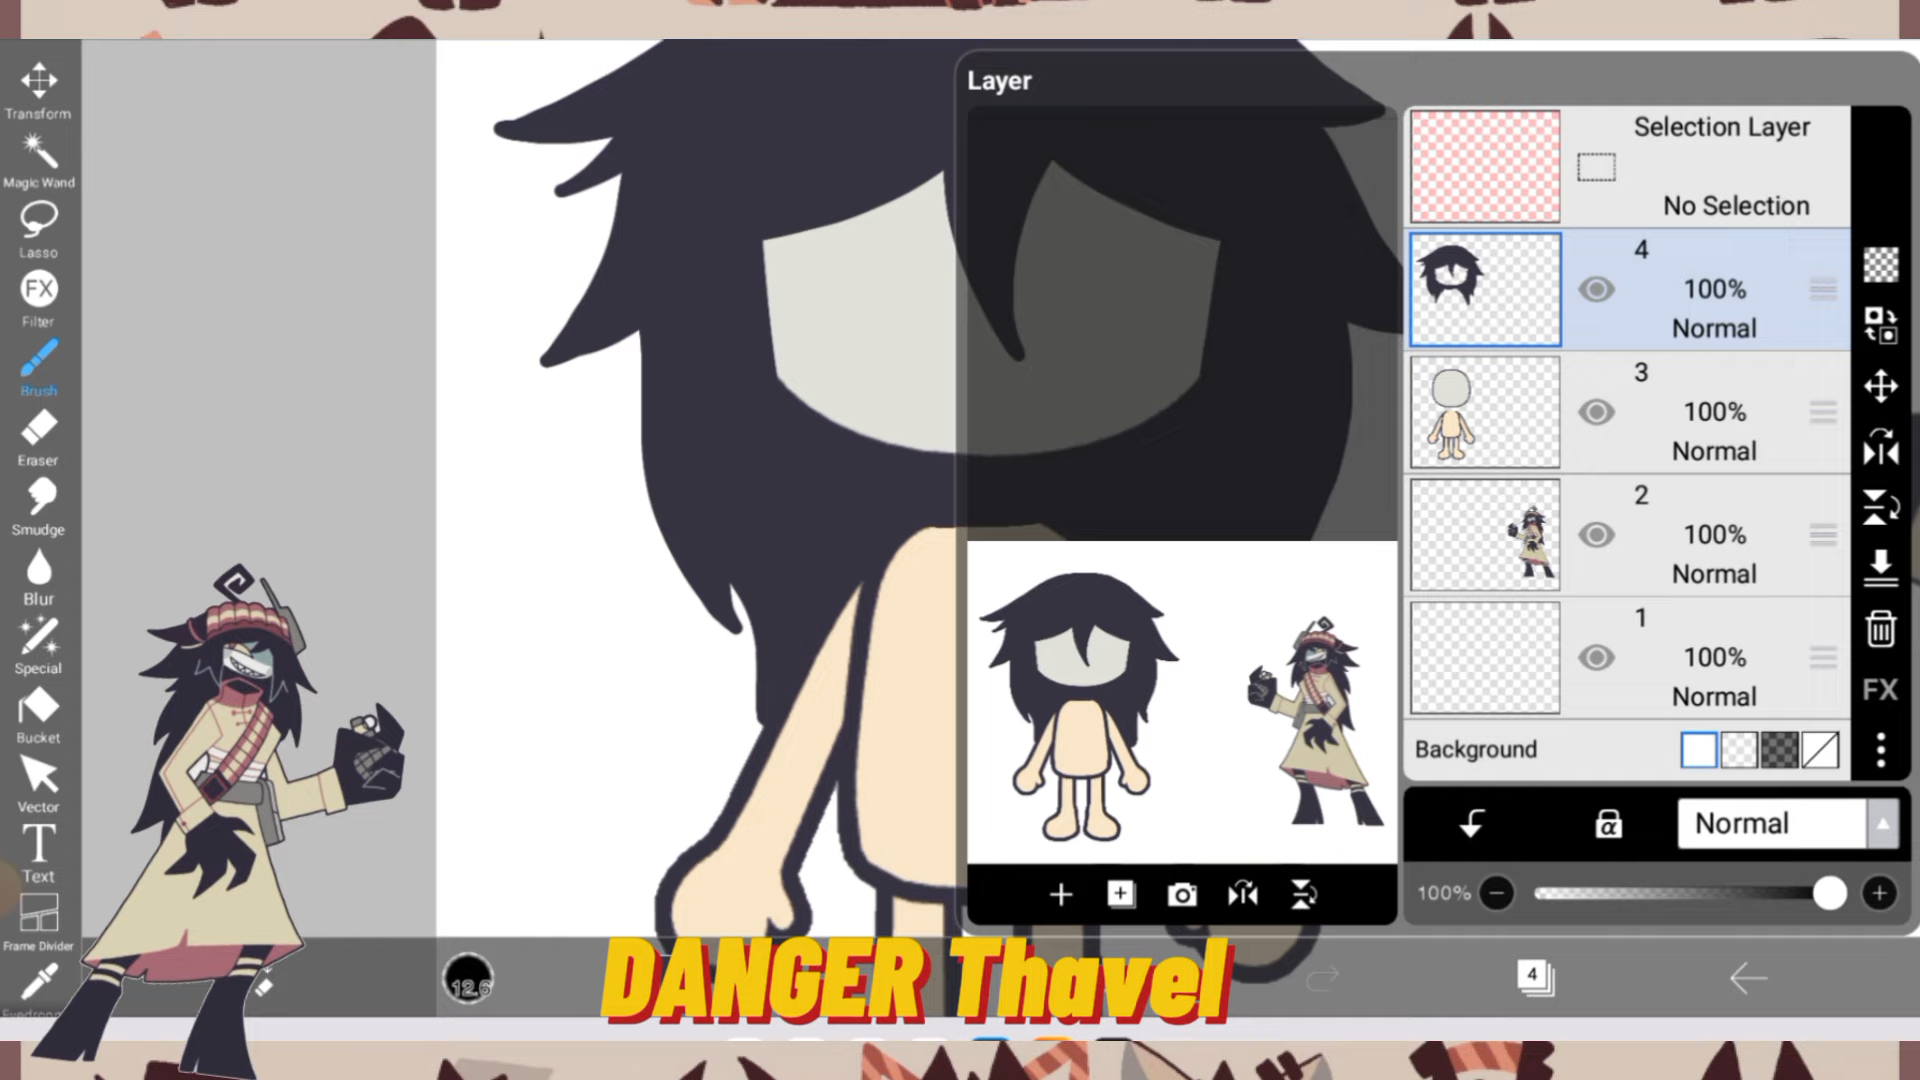 Transform
Magic Wand
Lasso
FX
Filter
Brush
Eraser
Smudge
Blur
Special
Bucket
Vector
T
Text
Frame Divider
Layer
Selection Layer
No Selection
4
100%
Normal
3
100%
Normal
2
100%
Normal
1
100%
Normal
FX
Background
α
Normal
100%
12.6
DANGER Thavel
4